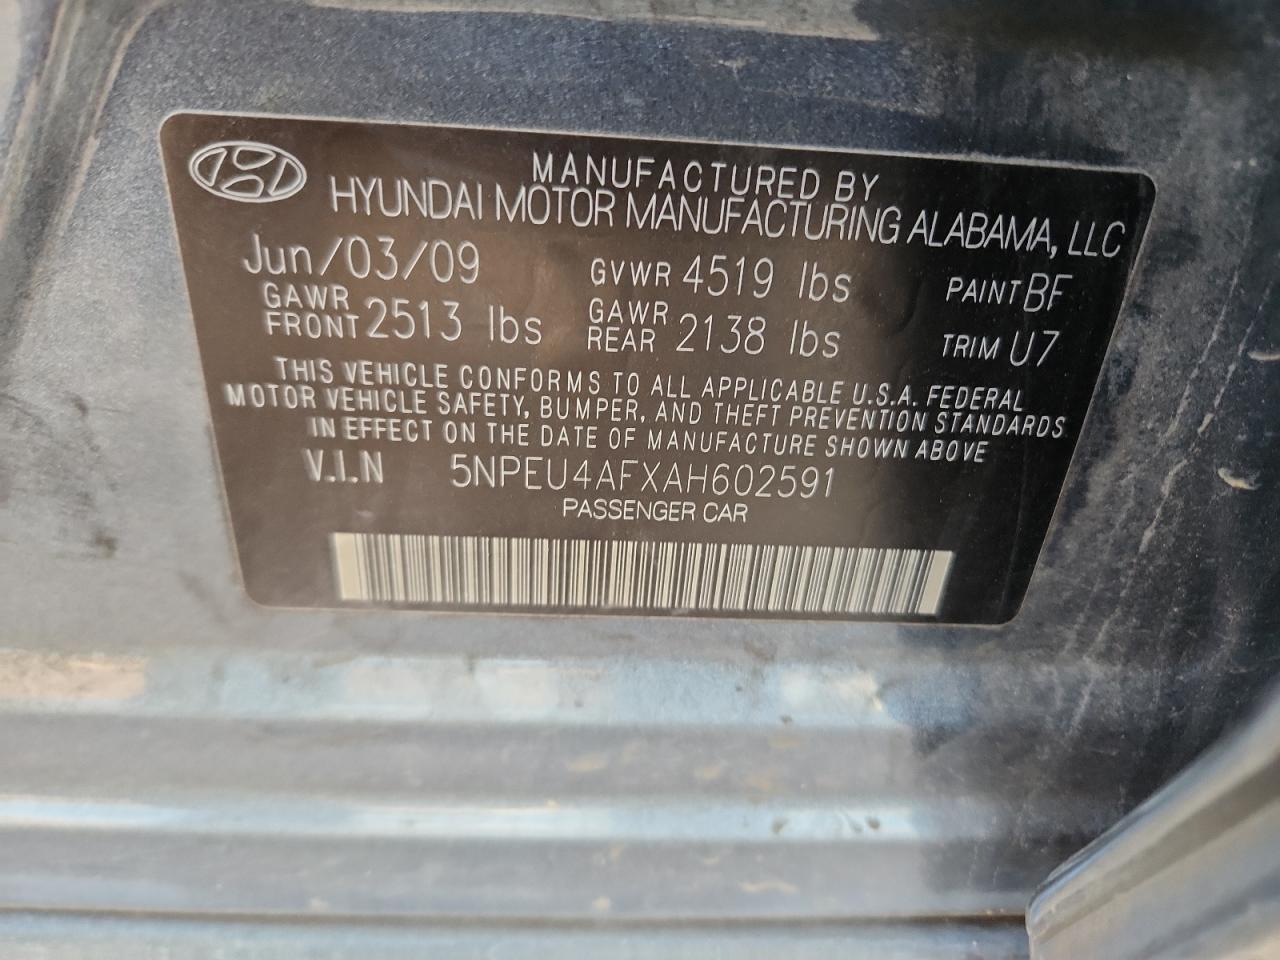 MANUFACTURED BY
HYUNDAI MOTOR MANUFACTURING ALABAMA, LLC
Jun/03/09 GVWR 4519 lbs PAINT BF
GAWR FRONT 2513 lbs GAWR REAR 2138 lbs TRIM U7
THIS VEHICLE CONFORMS TO ALL APPLICABLE U.S.A. FEDERAL
MOTOR VEHICLE SAFETY, BUMPER, AND THEFT PREVENTION STANDARDS
IN EFFECT ON THE DATE OF MANUFACTURE SHOWN ABOVE
V.I.N 5NPEU4AFXAH602591
PASSENGER CAR